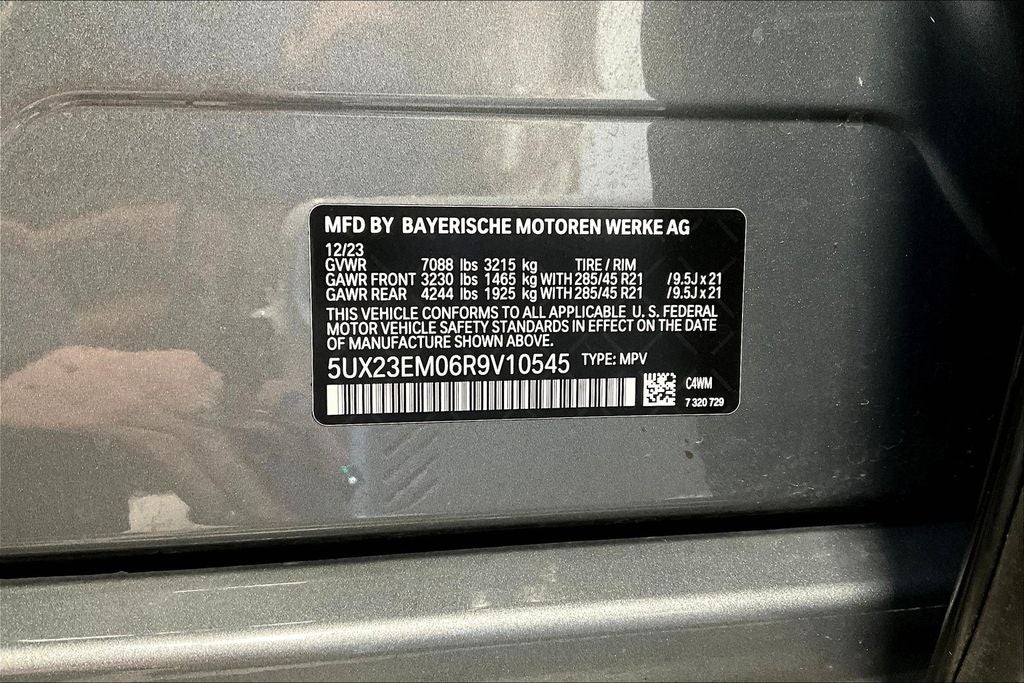 MFD BY BAYERISCHE MOTOREN WERKE AG
12/23
GVWR 7088 lbs 3215 kg TIRE / RIM
GAWR FRONT 3230 lbs 1465 kg WITH 285/45 R21 /9.5J x 21
GAWR REAR 4244 lbs 1925 kg WITH 285/45 R21 /9.5J x 21
THIS VEHICLE CONFORMS TO ALL APPLICABLE U. S. FEDERAL
MOTOR VEHICLE SAFETY STANDARDS IN EFFECT ON THE DATE
OF MANUFACTURE SHOWN ABOVE.
5UX23EM06R9V10545 TYPE: MPV
C4WM
7 320 729